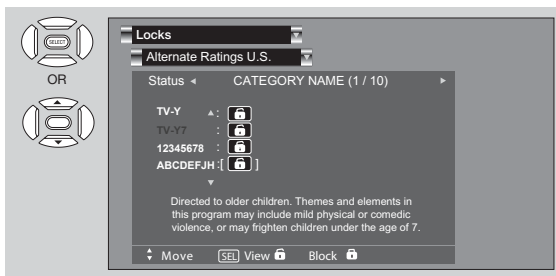 SELECT
OR
Locks
Alternate Ratings U.S.
Status CATEGORY NAME (1 / 10)
TV-Y :
TV-Y7 :
12345678 :
ABCDEFJH :[ ]
Directed to older children. Themes and elements in
this program may include mild physical or comedic
violence, or may frighten children under the age of 7.
Move SEL View Block